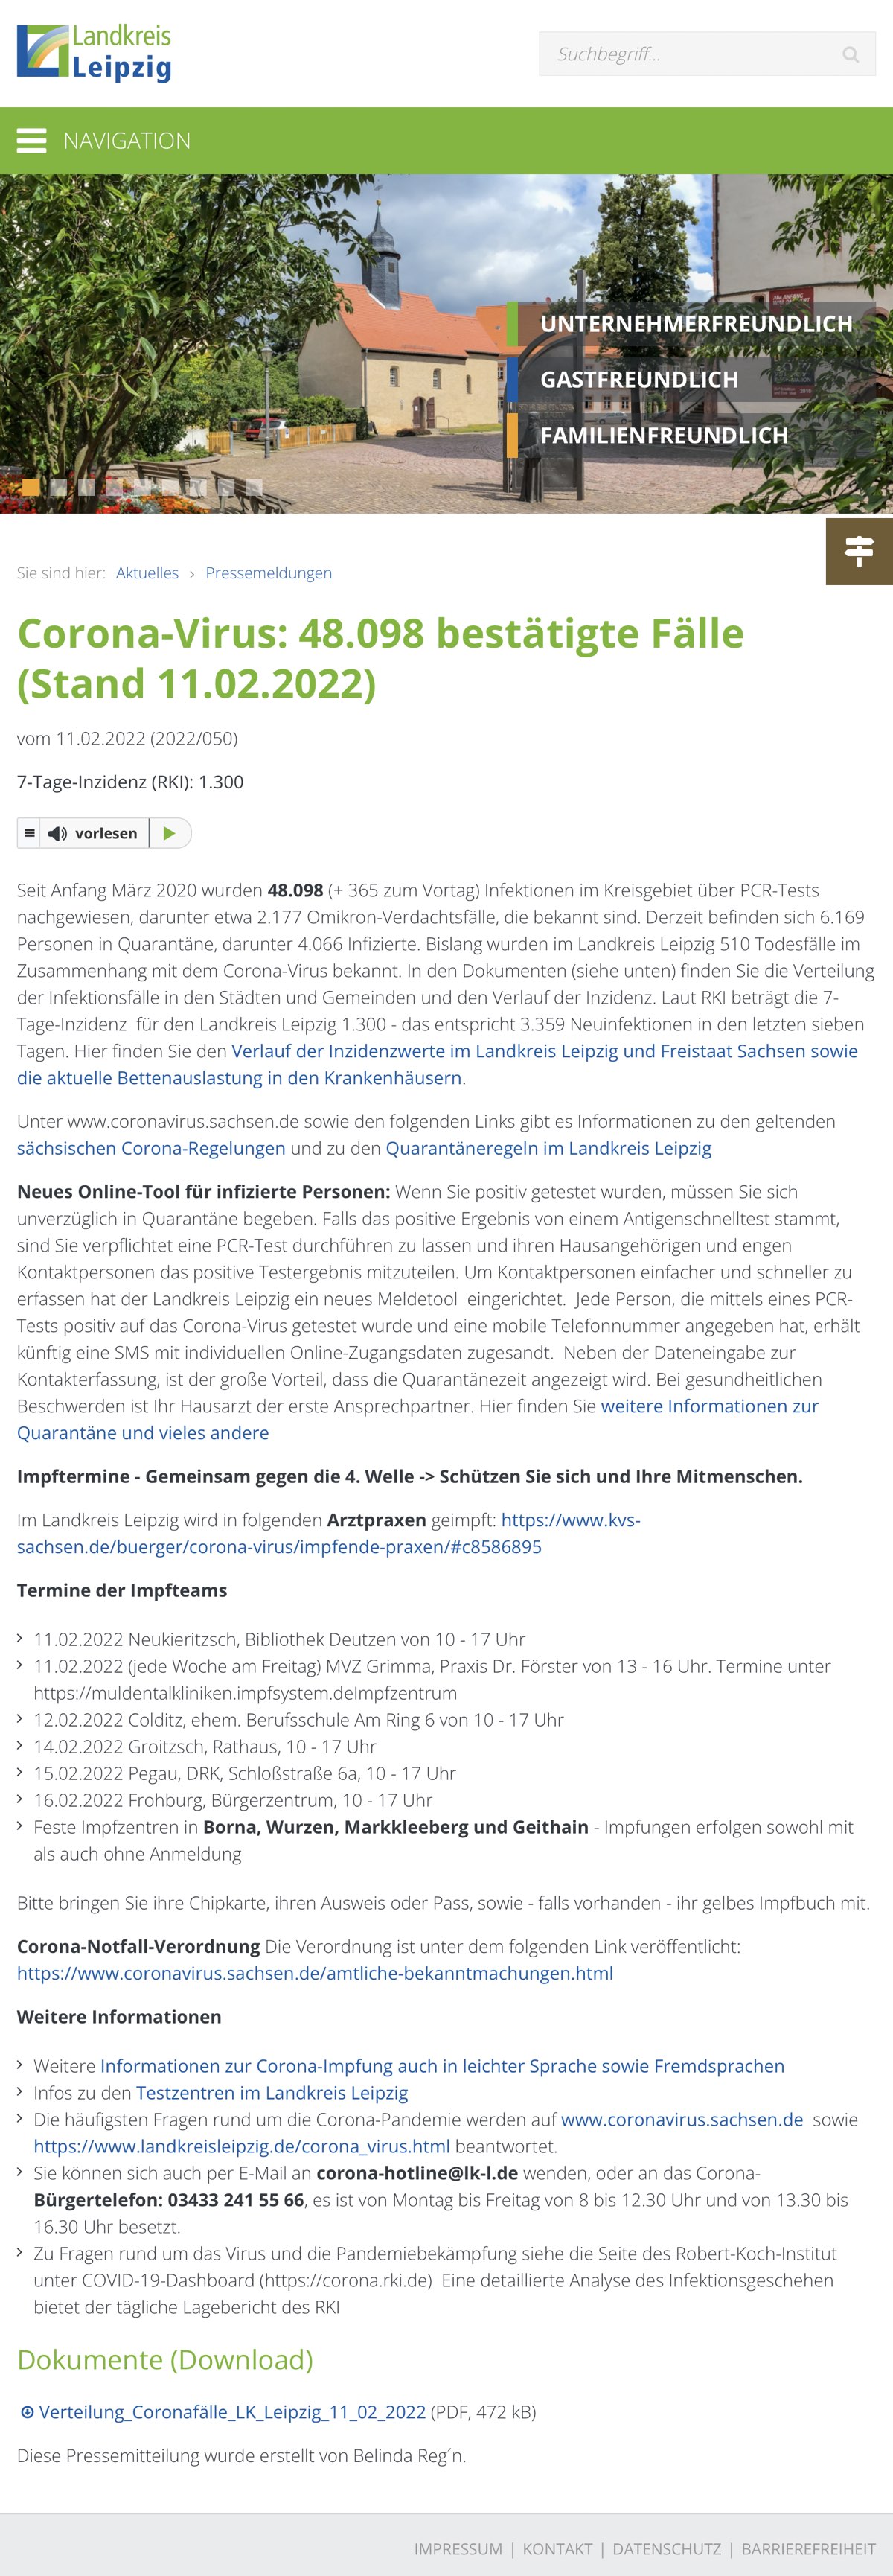 Landkreis
Leipzig
Suchbegriff...
NAVIGATION
UNTERNEHMERFREUNDLICH
GASTFREUNDLICH
FAMILIENFREUNDLICH
Sie sind hier: Aktuelles › Pressemeldungen
Corona-Virus: 48.098 bestätigte Fälle
(Stand 11.02.2022)
vom 11.02.2022 (2022/050)
7-Tage-Inzidenz (RKI): 1.300
vorlesen
Seit Anfang März 2020 wurden 48.098 (+ 365 zum Vortag) Infektionen im Kreisgebiet über PCR-Tests
nachgewiesen, darunter etwa 2.177 Omikron-Verdachtsfälle, die bekannt sind. Derzeit befinden sich 6.169
Personen in Quarantäne, darunter 4.066 Infizierte. Bislang wurden im Landkreis Leipzig 510 Todesfälle im
Zusammenhang mit dem Corona-Virus bekannt. In den Dokumenten (siehe unten) finden Sie die Verteilung
der Infektionsfälle in den Städten und Gemeinden und den Verlauf der Inzidenz. Laut RKI beträgt die 7-
Tage-Inzidenz  für den Landkreis Leipzig 1.300 - das entspricht 3.359 Neuinfektionen in den letzten sieben
Tagen. Hier finden Sie den Verlauf der Inzidenzwerte im Landkreis Leipzig und Freistaat Sachsen sowie
die aktuelle Bettenauslastung in den Krankenhäusern.
Unter www.coronavirus.sachsen.de sowie den folgenden Links gibt es Informationen zu den geltenden
sächsischen Corona-Regelungen und zu den Quarantäneregeln im Landkreis Leipzig
Neues Online-Tool für infizierte Personen: Wenn Sie positiv getestet wurden, müssen Sie sich
unverzüglich in Quarantäne begeben. Falls das positive Ergebnis von einem Antigenschnelltest stammt,
sind Sie verpflichtet eine PCR-Test durchführen zu lassen und ihren Hausangehörigen und engen
Kontaktpersonen das positive Testergebnis mitzuteilen. Um Kontaktpersonen einfacher und schneller zu
erfassen hat der Landkreis Leipzig ein neues Meldetool  eingerichtet.  Jede Person, die mittels eines PCR-
Tests positiv auf das Corona-Virus getestet wurde und eine mobile Telefonnummer angegeben hat, erhält
künftig eine SMS mit individuellen Online-Zugangsdaten zugesandt.  Neben der Dateneingabe zur
Kontakterfassung, ist der große Vorteil, dass die Quarantänezeit angezeigt wird. Bei gesundheitlichen
Beschwerden ist Ihr Hausarzt der erste Ansprechpartner. Hier finden Sie weitere Informationen zur
Quarantäne und vieles andere
Impftermine - Gemeinsam gegen die 4. Welle -> Schützen Sie sich und Ihre Mitmenschen.
Im Landkreis Leipzig wird in folgenden Arztpraxen geimpft: https://www.kvs-
sachsen.de/buerger/corona-virus/impfende-praxen/#c8586895
Termine der Impfteams
› 11.02.2022 Neukieritzsch, Bibliothek Deutzen von 10 - 17 Uhr
› 11.02.2022 (jede Woche am Freitag) MVZ Grimma, Praxis Dr. Förster von 13 - 16 Uhr. Termine unter
https://muldentalkliniken.impfsystem.deImpfzentrum
› 12.02.2022 Colditz, ehem. Berufsschule Am Ring 6 von 10 - 17 Uhr
› 14.02.2022 Groitzsch, Rathaus, 10 - 17 Uhr
› 15.02.2022 Pegau, DRK, Schloßstraße 6a, 10 - 17 Uhr
› 16.02.2022 Frohburg, Bürgerzentrum, 10 - 17 Uhr
› Feste Impfzentren in Borna, Wurzen, Markkleeberg und Geithain - Impfungen erfolgen sowohl mit
als auch ohne Anmeldung
Bitte bringen Sie ihre Chipkarte, ihren Ausweis oder Pass, sowie - falls vorhanden - ihr gelbes Impfbuch mit.
Corona-Notfall-Verordnung Die Verordnung ist unter dem folgenden Link veröffentlicht:
https://www.coronavirus.sachsen.de/amtliche-bekanntmachungen.html
Weitere Informationen
› Weitere Informationen zur Corona-Impfung auch in leichter Sprache sowie Fremdsprachen
› Infos zu den Testzentren im Landkreis Leipzig
› Die häufigsten Fragen rund um die Corona-Pandemie werden auf www.coronavirus.sachsen.de  sowie
https://www.landkreisleipzig.de/corona_virus.html beantwortet.
› Sie können sich auch per E-Mail an corona-hotline@lk-l.de wenden, oder an das Corona-
Bürgertelefon: 03433 241 55 66, es ist von Montag bis Freitag von 8 bis 12.30 Uhr und von 13.30 bis
16.30 Uhr besetzt.
› Zu Fragen rund um das Virus und die Pandemiebekämpfung siehe die Seite des Robert-Koch-Institut
unter COVID-19-Dashboard (https://corona.rki.de)  Eine detaillierte Analyse des Infektionsgeschehen
bietet der tägliche Lagebericht des RKI
Dokumente (Download)
Verteilung_Coronafälle_LK_Leipzig_11_02_2022 (PDF, 472 kB)
Diese Pressemitteilung wurde erstellt von Belinda Reg´n.
IMPRESSUM | KONTAKT | DATENSCHUTZ | BARRIEREFREIHEIT